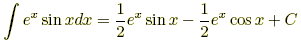 ∫ e^x sin x dx = 1/2 e^x sin x − 1/2 e^x cos x + C